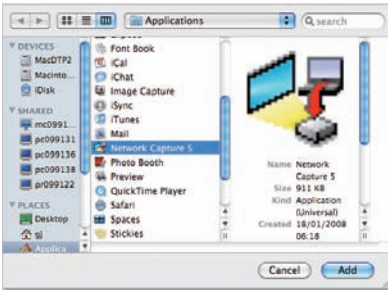 Applications
search
DEVICES
MacDTP2
Macinto...
iDisk
SHARED
mc0991...
pc099131
pc099136
pc099138
pr099122
PLACES
Desktop
sj
Applica
Font Book
iCal
iChat
Image Capture
iSync
iTunes
Mail
Network Capture 5
Photo Booth
Preview
QuickTime Player
Safari
Spaces
Stickies
Name Network
Capture 5
Size 911 KB
Kind Application
(Universal)
Created 18/01/2008
06:18
Cancel
Add